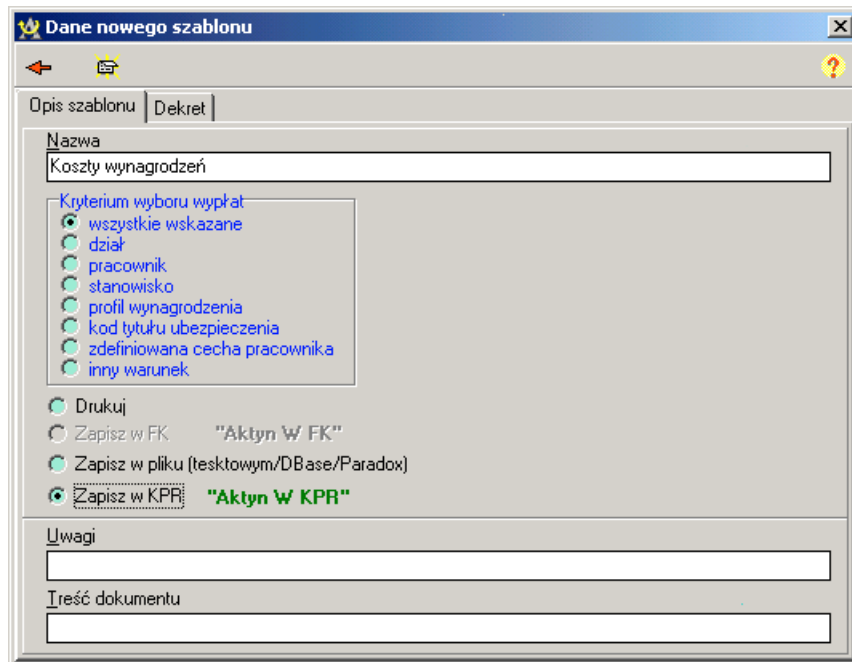 Dane nowego szablonu
?
Opis szablonu Dekret
Nazwa
Koszty wynagrodzeń
Kryterium wyboru wypłat
wszystkie wskazane
dział
pracownik
stanowisko
profil wynagrodzenia
kod tytułu ubezpieczenia
zdefiniowana cecha pracownika
inny warunek
Drukuj
Zapisz w FK "Aktyn W FK"
Zapisz w pliku (tesktowym/DBase/Paradox)
Zapisz w KPR "Aktyn W KPR"
Uwagi
Treść dokumentu